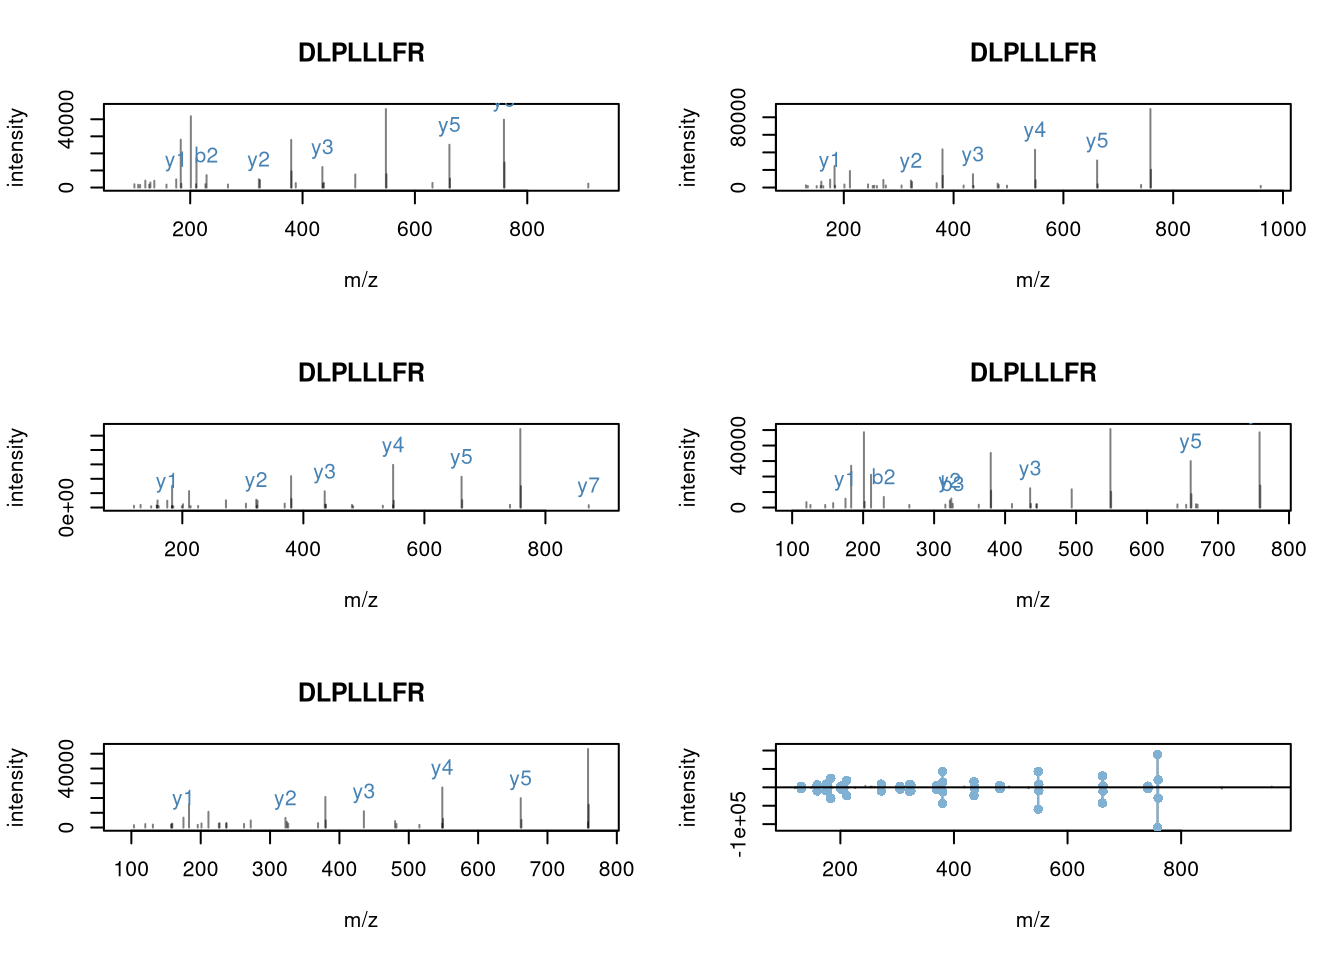 DLPLLLFR
intensity
0
40000
y1
b2
y2
y3
y5
200
400
600
800
m/z
DLPLLLFR
intensity
0
80000
y1
y2
y3
y4
y5
200
400
600
800
1000
m/z
DLPLLLFR
intensity
0e+00
y1
y2
y3
y4
y5
y7
200
400
600
800
m/z
DLPLLLFR
intensity
0
40000
y1
b2
y2
b3
y3
y5
100
200
300
400
500
600
700
800
m/z
DLPLLLFR
intensity
0
40000
y1
y2
y3
y4
y5
100
200
300
400
500
600
700
800
m/z
intensity
-1e+05
200
400
600
800
m/z